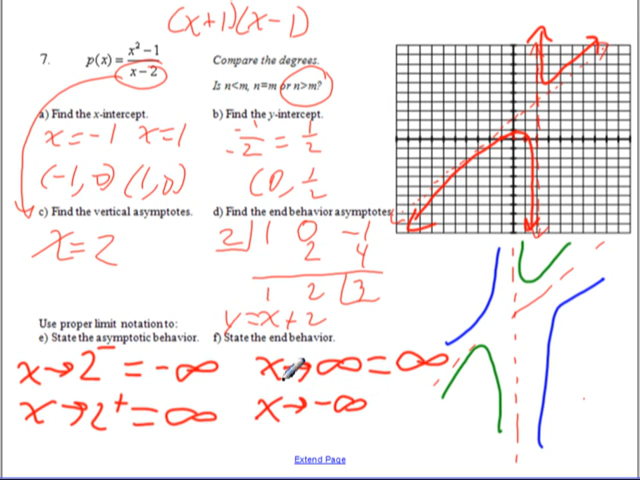 (x+1)(x-1)
7. p(x) = x² − 1 / x − 2
Compare the degrees.
Is n<m, n=m or n>m?
a) Find the x-intercept.
x = -1 x = 1
(-1, 0) (1, 0)
b) Find the y-intercept.
-1/-2 = 1/2
(0, 1/2
c) Find the vertical asymptotes.
x = 2
d) Find the end behavior asymptotes.
2 | 1 0 -1
2 4
1 2 | 3
y = x + 2
Use proper limit notation to:
e) State the asymptotic behavior.
x → 2⁻ = -∞
x → 2⁺ = ∞
f) State the end behavior.
x → ∞ = ∞
x → -∞
Extend Page